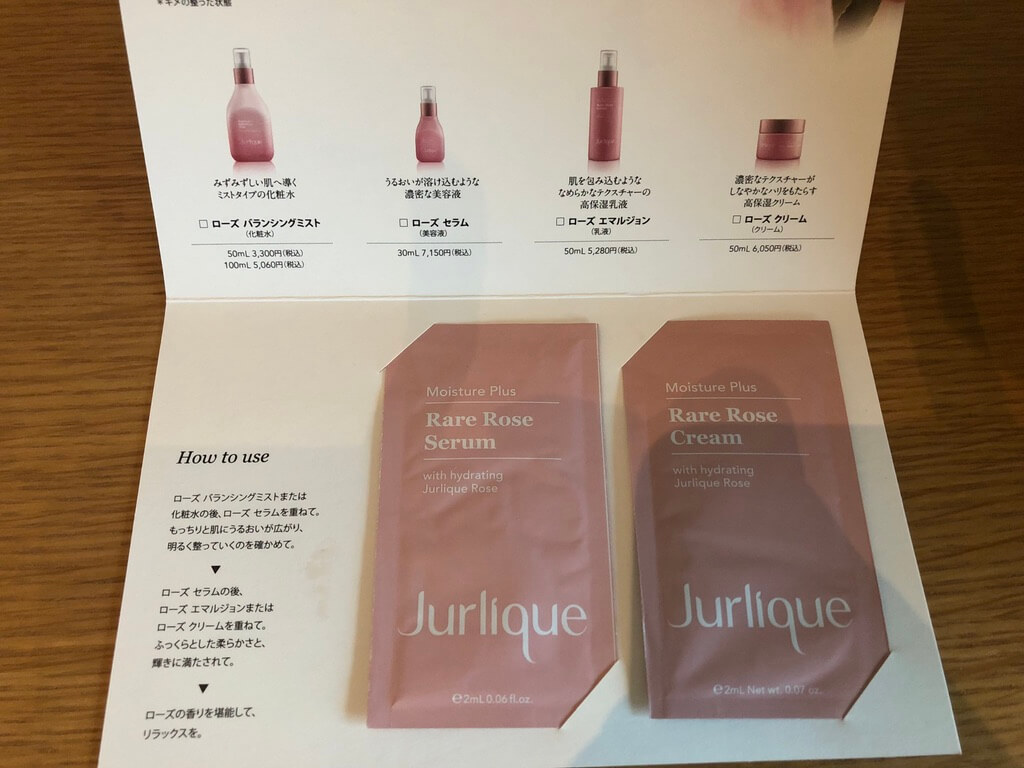 *キメの整った状態
みずみずしい肌へ導く
ミストタイプの化粧水
□ ローズ バランシングミスト
(化粧水)
50mL 3,300円(税込)
100mL 5,060円(税込)
うるおいが溶け込むような
濃密な美容液
□ ローズ セラム
(美容液)
30mL 7,150円(税込)
肌を包み込むような
なめらかなテクスチャーの
高保湿乳液
□ ローズ エマルジョン
(乳液)
50mL 5,280円(税込)
濃密なテクスチャーが
しなやかなハリをもたらす
高保湿クリーム
□ ローズ クリーム
(クリーム)
50mL 6,050円(税込)
How to use
ローズ バランシングミストまたは
化粧水の後、ローズ セラムを重ねて。
もっちりと肌にうるおいが広がり、
明るく整っていくのを確かめて。
▼
ローズ セラムの後、
ローズ エマルジョンまたは
ローズ クリームを重ねて。
ふっくらとした柔らかさと、
輝きに満たされて。
▼
ローズの香りを堪能して、
リラックスを。
Moisture Plus
Rare Rose
Serum
with hydrating
Jurlique Rose
Jurlique
℮2mL 0.06 fl.oz.
Moisture Plus
Rare Rose
Cream
with hydrating
Jurlique Rose
Jurlique
℮2mL Net wt. 0.07 oz.